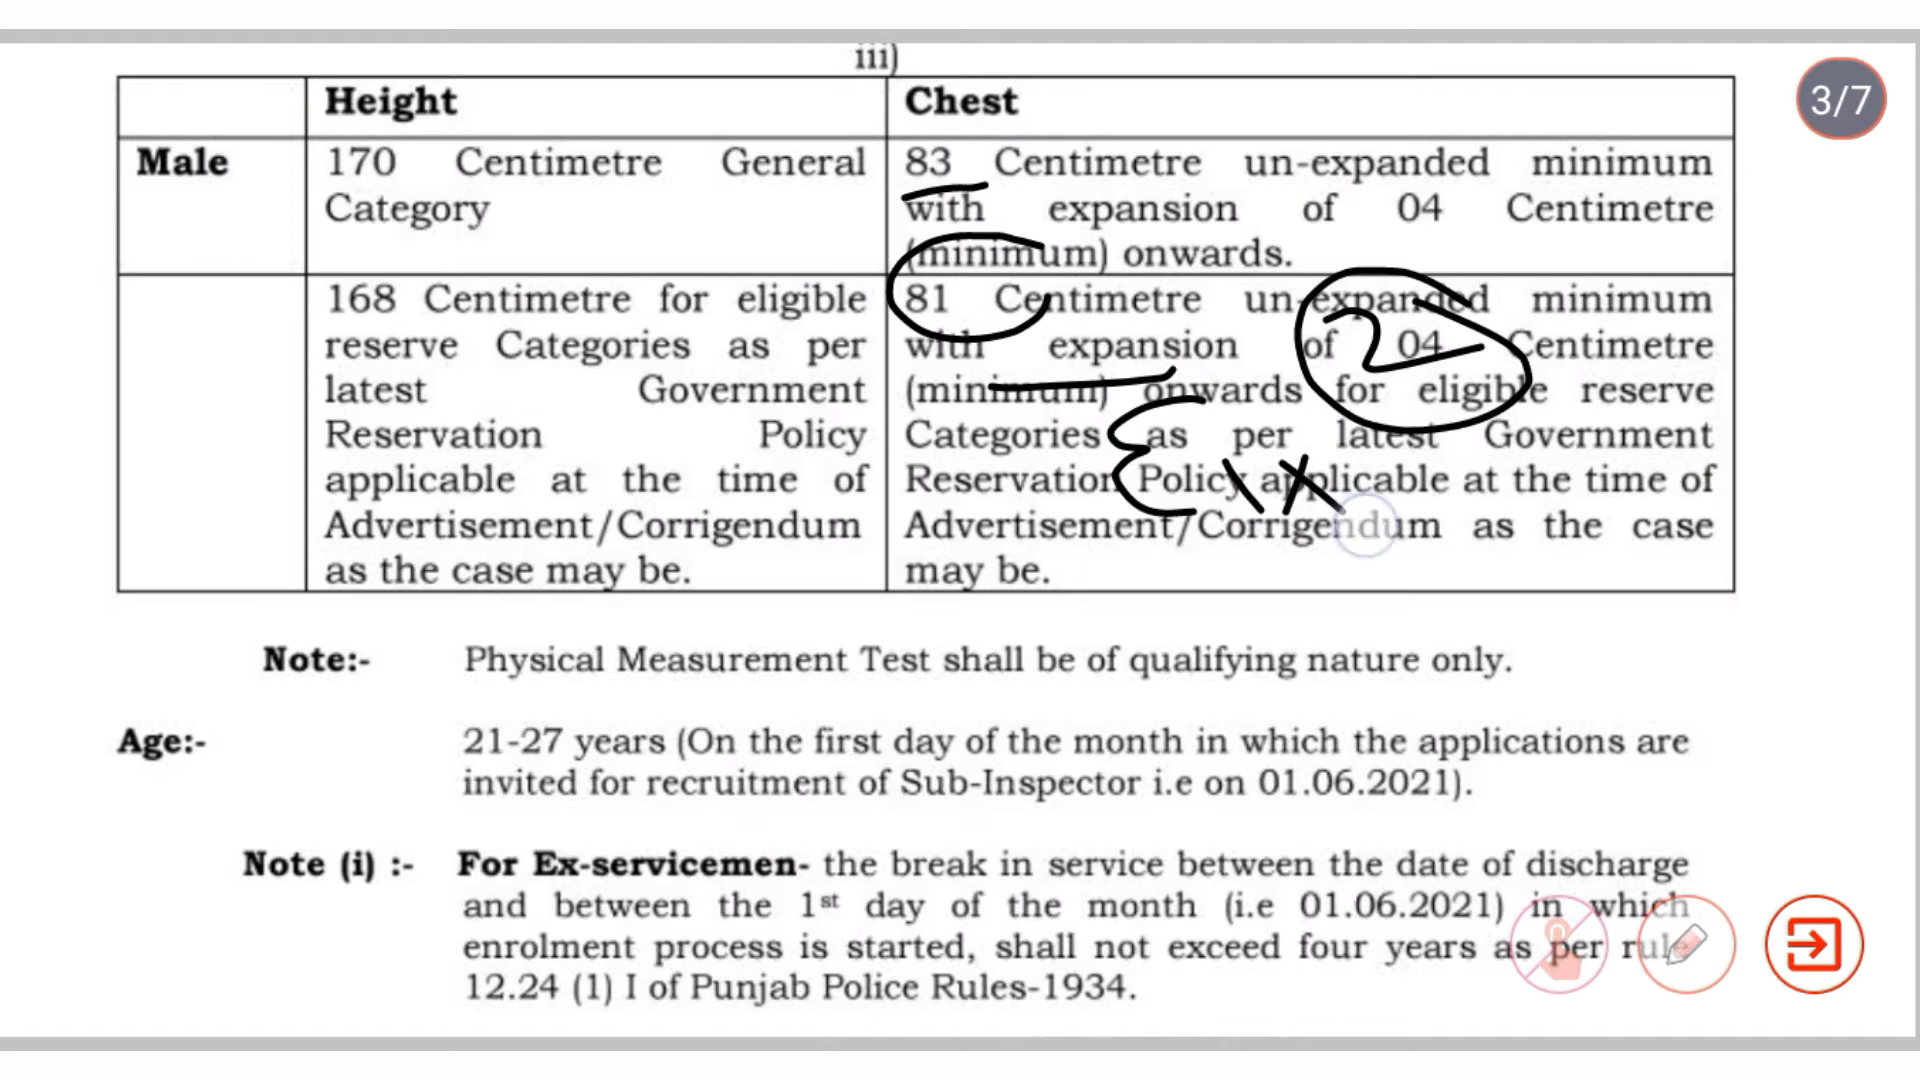 iii)
3/7
Height
Chest
Male
170 Centimetre General
Category
83 Centimetre un-expanded minimum
with expansion of 04 Centimetre
(minimum) onwards.
168 Centimetre for eligible
reserve Categories as per
latest Government
Reservation Policy
applicable at the time of
Advertisement/Corrigendum
as the case may be.
81 Centimetre un-expanded minimum
with expansion of 04 Centimetre
(minimum) onwards for eligible reserve
Categories as per latest Government
Reservation Policy applicable at the time of
Advertisement/Corrigendum as the case
may be.
2
Note:- Physical Measurement Test shall be of qualifying nature only.
Age:- 21-27 years (On the first day of the month in which the applications are
invited for recruitment of Sub-Inspector i.e on 01.06.2021).
Note (i) :- For Ex-servicemen- the break in service between the date of discharge
and between the 1st day of the month (i.e 01.06.2021) in which
enrolment process is started, shall not exceed four years as per rule
12.24 (1) I of Punjab Police Rules-1934.